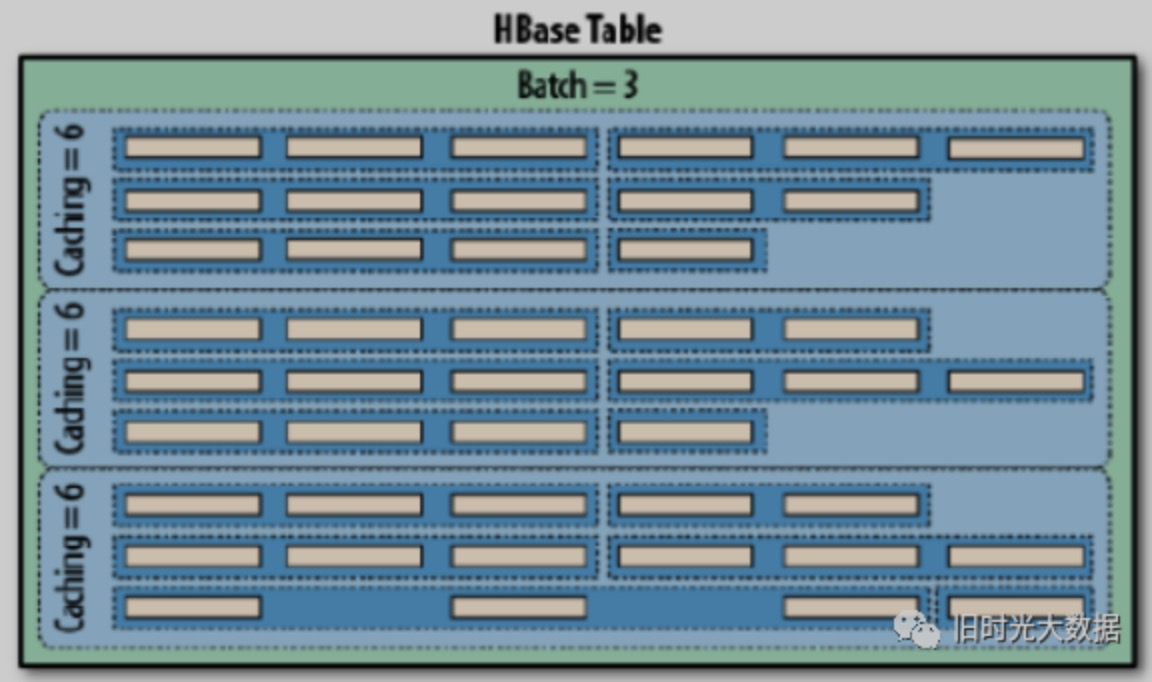 HBase Table
Batch = 3
Caching = 6
Caching = 6
Caching = 6
旧时光大数据